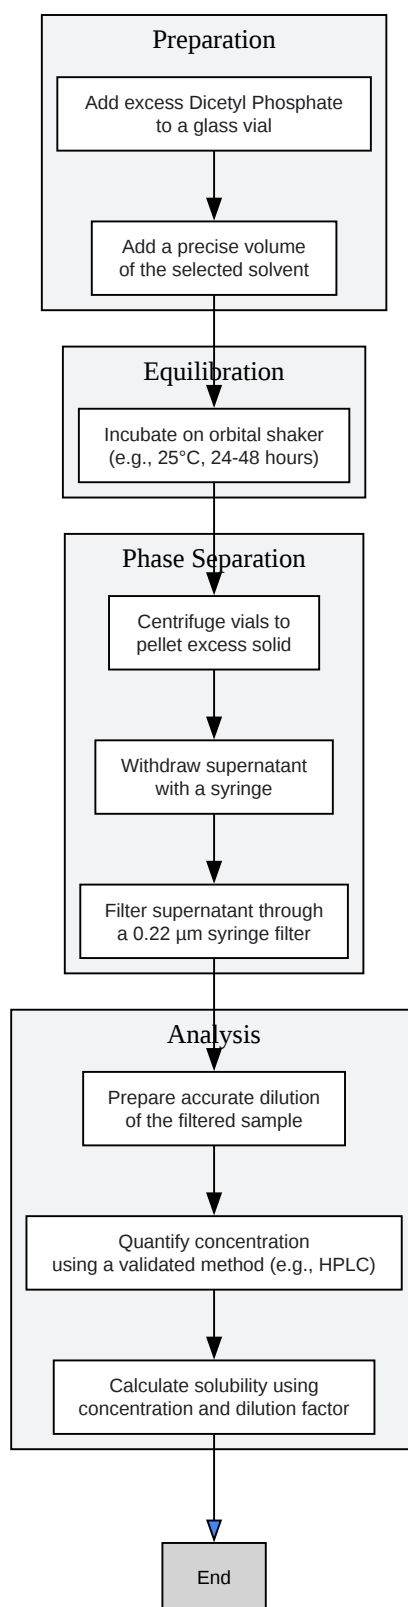 Preparation
Add excess Dicetyl Phosphate
to a glass vial
Add a precise volume
of the selected solvent
Equilibration
Incubate on orbital shaker
(e.g., 25°C, 24-48 hours)
Phase Separation
Centrifuge vials to
pellet excess solid
Withdraw supernatant
with a syringe
Filter supernatant through
a 0.22 µm syringe filter
Analysis
Prepare accurate dilution
of the filtered sample
Quantify concentration
using a validated method (e.g., HPLC)
Calculate solubility using
concentration and dilution factor
End